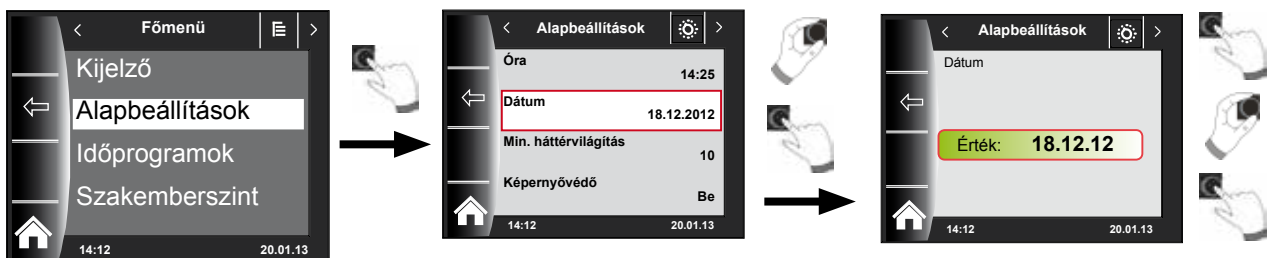 Főmenü
Kijelző
Alapbeállítások
Időprogramok
Szakemberszint
14:12 20.01.13
Alapbeállítások
Óra
14:25
Dátum
18.12.2012
Min. háttérvilágítás
10
Képernyővédő
Be
14:12 20.01.13
Alapbeállítások
Dátum
Érték: 18.12.12
14:12 20.01.13